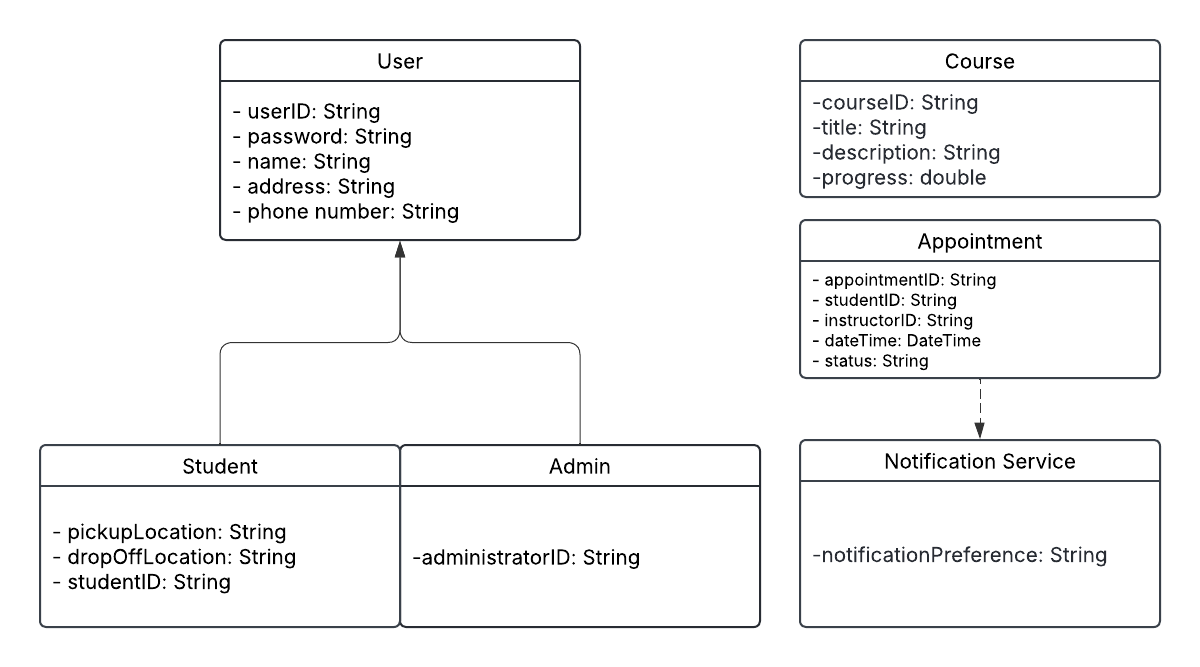 User
- userID: String
- password: String
- name: String
- address: String
- phone number: String
Course
-courseID: String
-title: String
-description: String
-progress: double
Appointment
- appointmentID: String
- studentID: String
- instructorID: String
- dateTime: DateTime
- status: String
Student
- pickupLocation: String
- dropOffLocation: String
- studentID: String
Admin
-administratorID: String
Notification Service
-notificationPreference: String